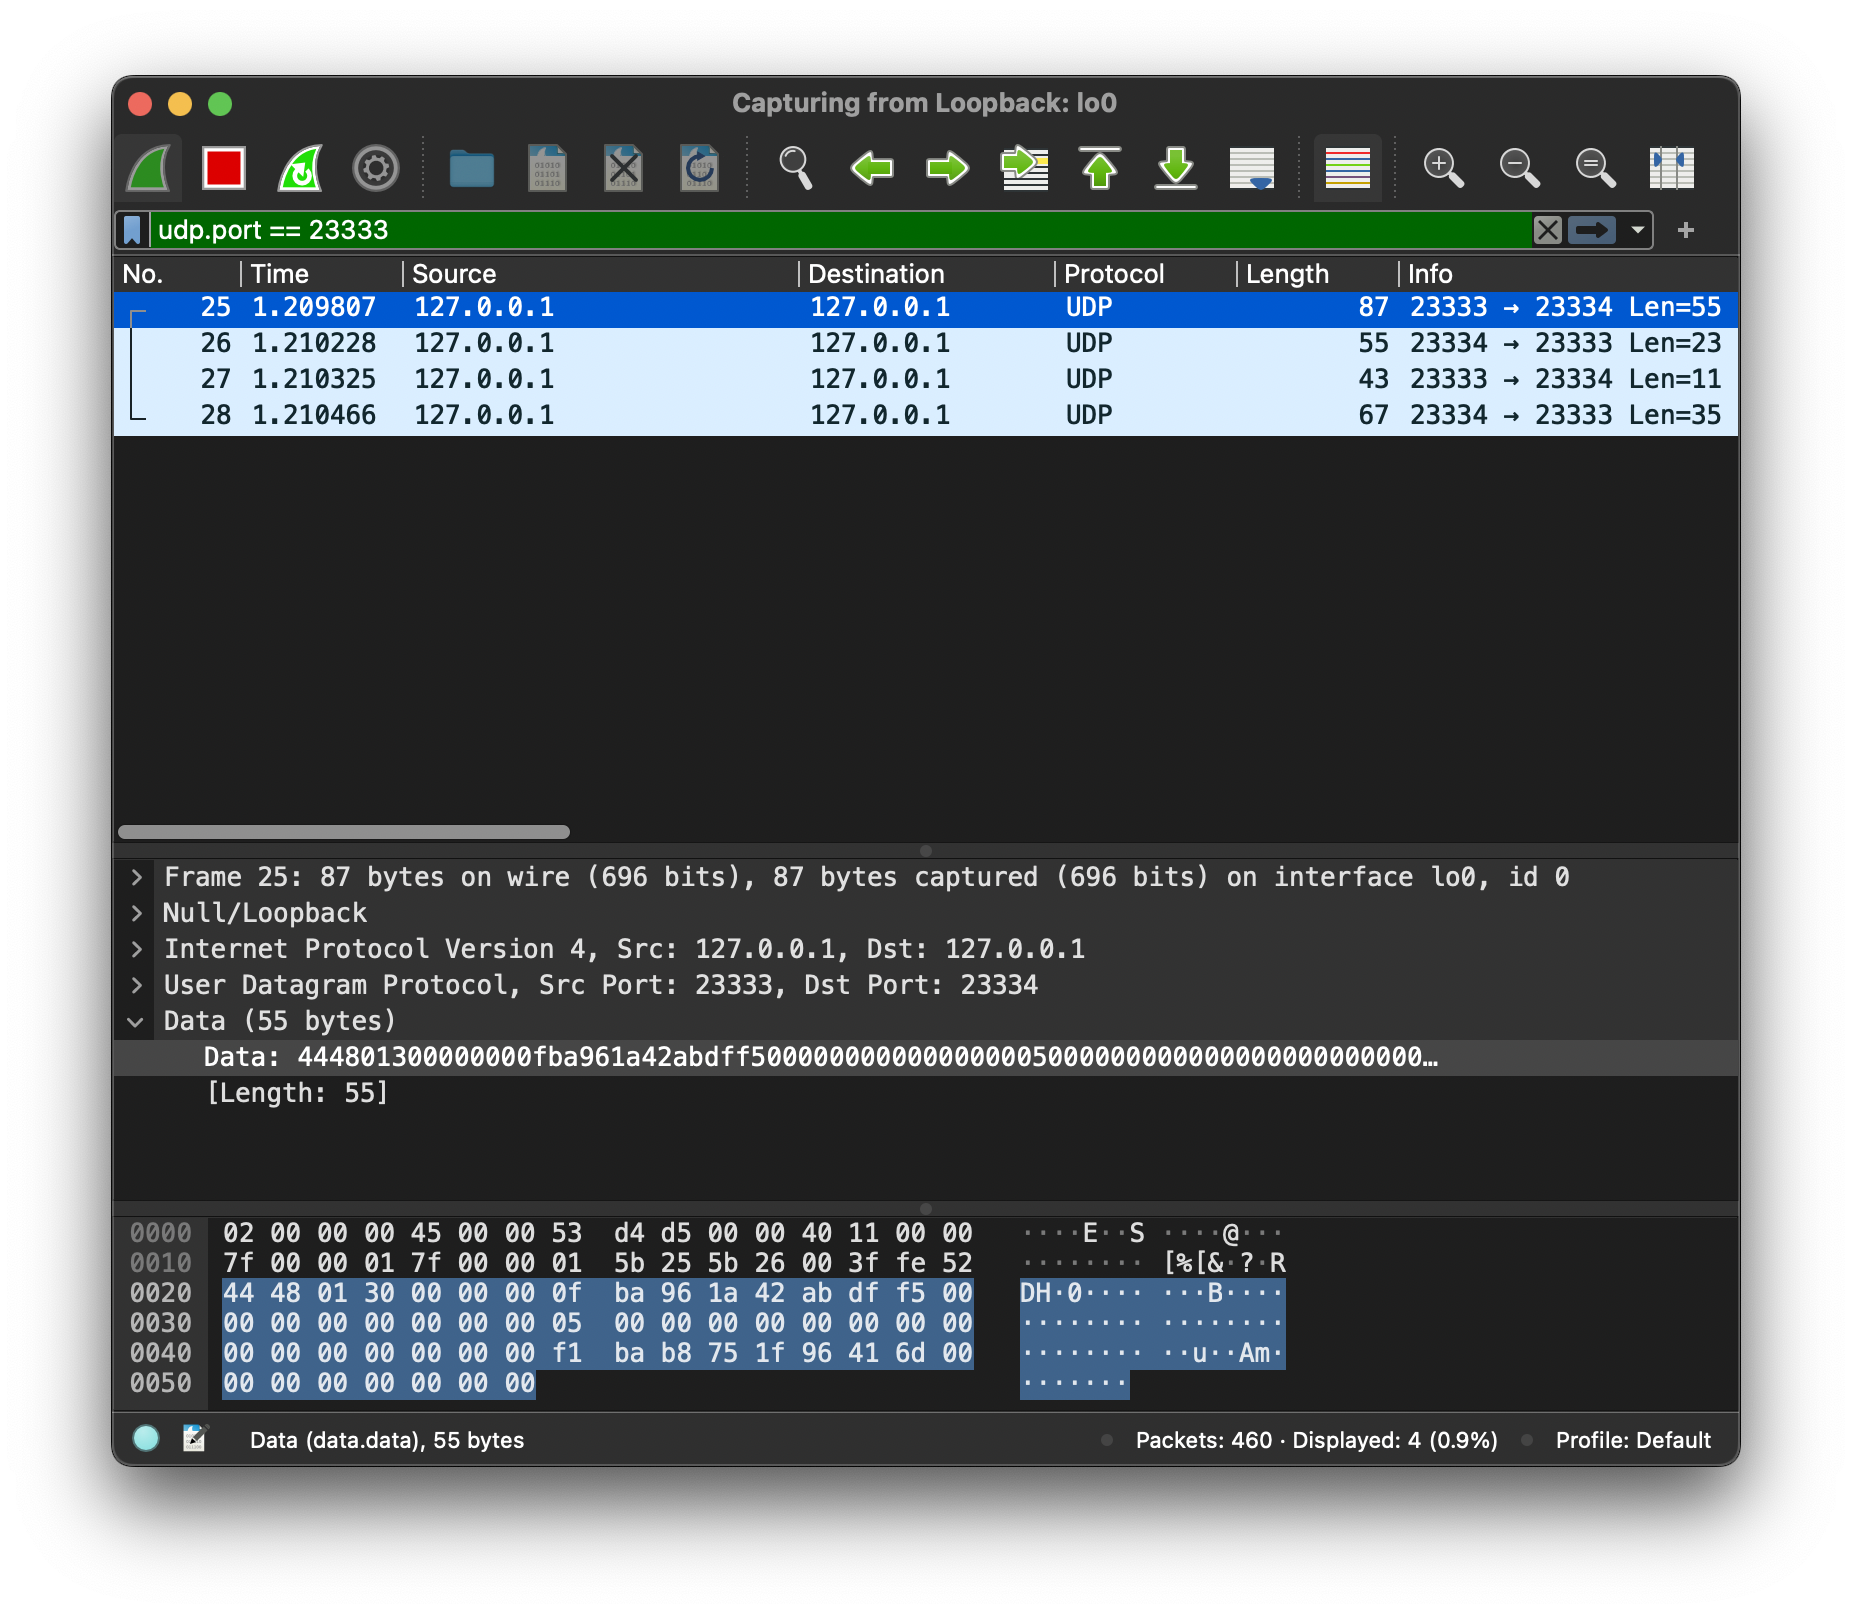 Capturing from Loopback: lo0
udp.port == 23333
No. Time Source Destination Protocol Length Info
25 1.209807 127.0.0.1 127.0.0.1 UDP 87 23333 → 23334 Len=55
26 1.210228 127.0.0.1 127.0.0.1 UDP 55 23334 → 23333 Len=23
27 1.210325 127.0.0.1 127.0.0.1 UDP 43 23333 → 23334 Len=11
28 1.210466 127.0.0.1 127.0.0.1 UDP 67 23334 → 23333 Len=35
Frame 25: 87 bytes on wire (696 bits), 87 bytes captured (696 bits) on interface lo0, id 0
Null/Loopback
Internet Protocol Version 4, Src: 127.0.0.1, Dst: 127.0.0.1
User Datagram Protocol, Src Port: 23333, Dst Port: 23334
Data (55 bytes)
Data: 444801300000000fba961a42abdff50000000000000000050000000000000000000000000…
[Length: 55]
0000 02 00 00 00 45 00 00 53 d4 d5 00 00 40 11 00 00 ····E··S ····@···
0010 7f 00 00 01 7f 00 00 01 5b 25 5b 26 00 3f fe 52 ········ [%[&·?·R
0020 44 48 01 30 00 00 00 0f ba 96 1a 42 ab df f5 00 DH·0···· ···B····
0030 00 00 00 00 00 00 00 05 00 00 00 00 00 00 00 00 ········ ········
0040 00 00 00 00 00 00 00 f1 ba b8 75 1f 96 41 6d 00 ········ ··u··Am·
0050 00 00 00 00 00 00 00 ·······
Data (data.data), 55 bytes
Packets: 460 · Displayed: 4 (0.9%)
Profile: Default